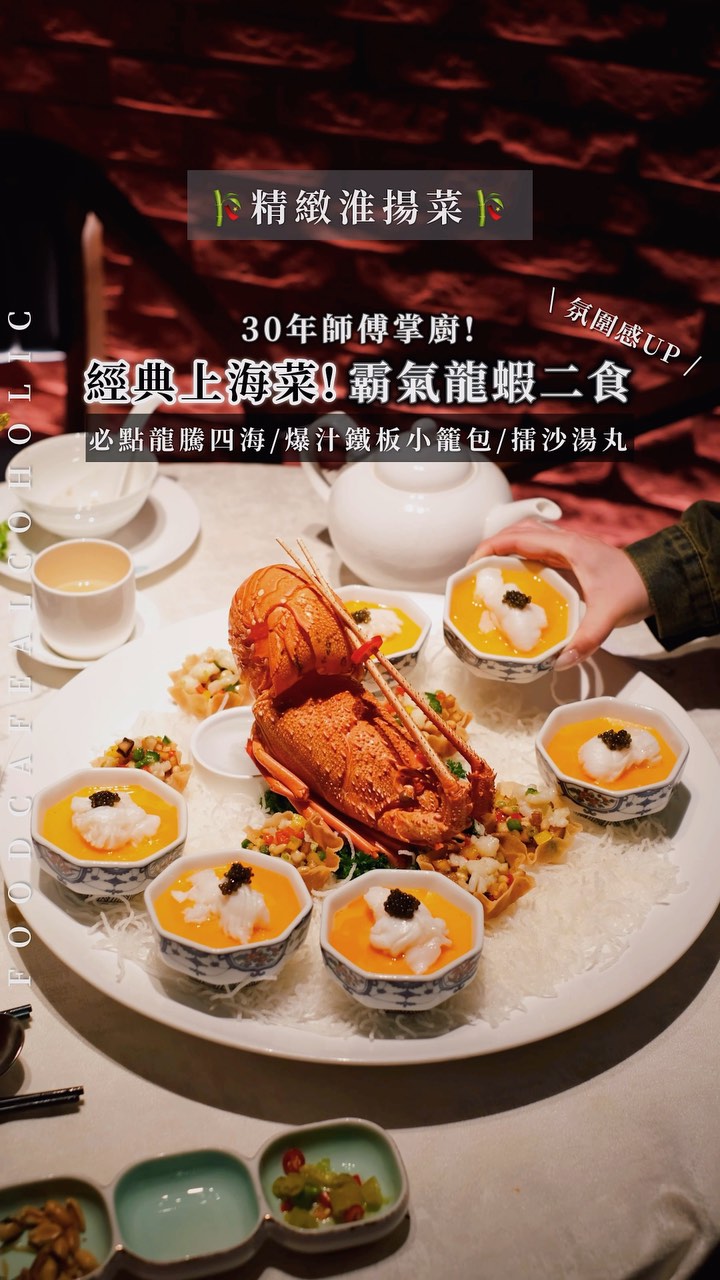 精緻淮揚菜
30年師傅掌廚!
\ 氛圍感UP /
經典上海菜! 霸氣龍蝦二食
必點龍騰四海/爆汁鐵板小籠包/擂沙湯丸
FOODCAFEALCOHOLIC